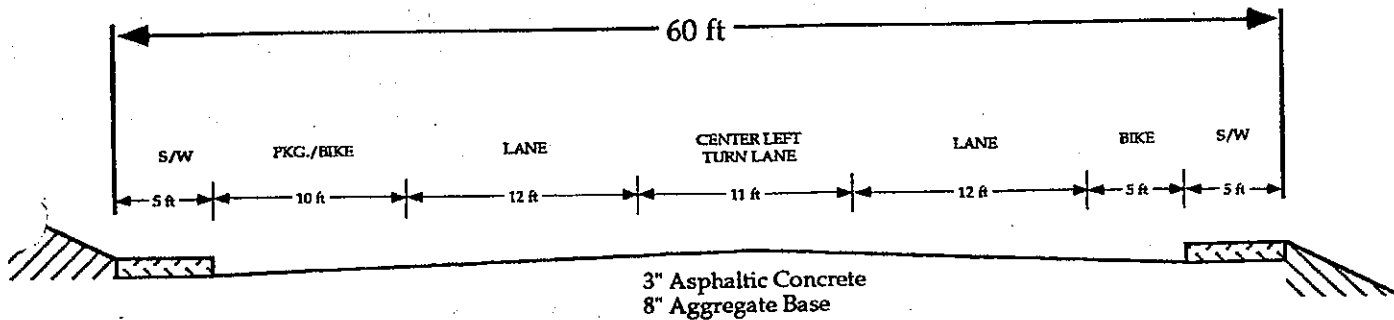 60 ft
S/W
PKG./BIKE
LANE
CENTER LEFT
TURN LANE
LANE
BIKE
S/W
5 ft
10 ft
12 ft
11 ft
12 ft
5 ft
5 ft
3" Asphaltic Concrete
8" Aggregate Base